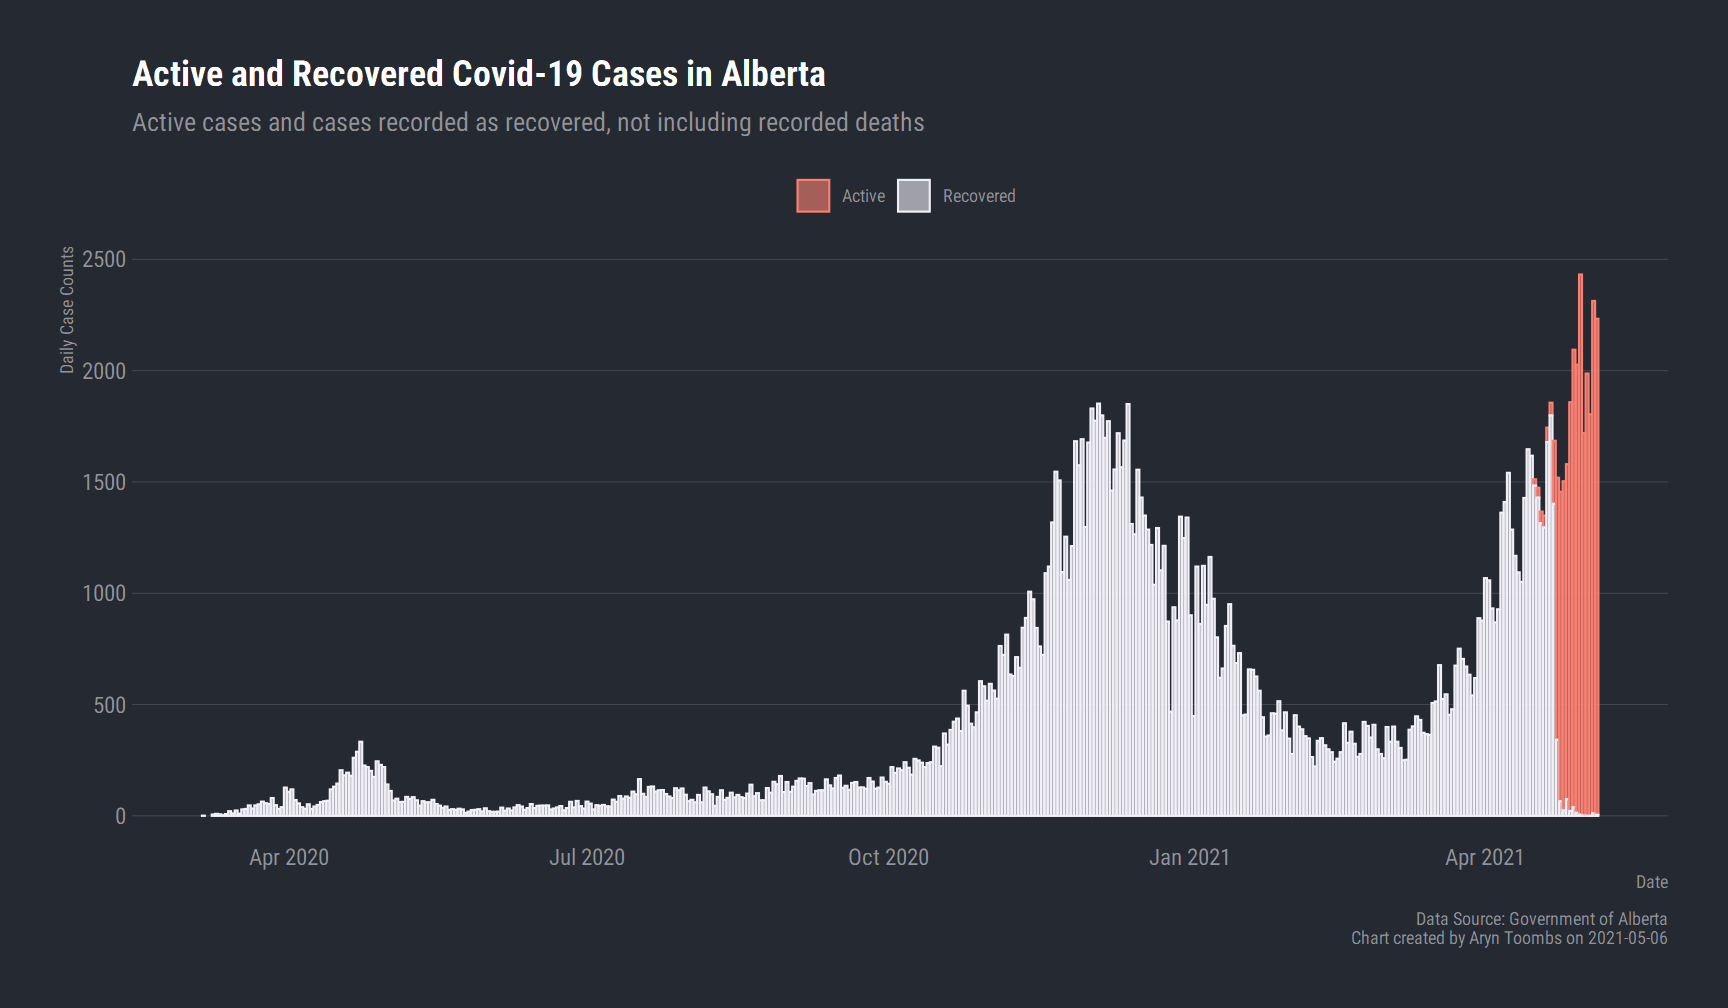 Active and Recovered Covid-19 Cases in Alberta
Active cases and cases recorded as recovered, not including recorded deaths
Active
Recovered
Daily Case Counts
2500
2000
1500
1000
500
0
Apr 2020
Jul 2020
Oct 2020
Jan 2021
Apr 2021
Date
Data Source: Government of Alberta
Chart created by Aryn Toombs on 2021-05-06